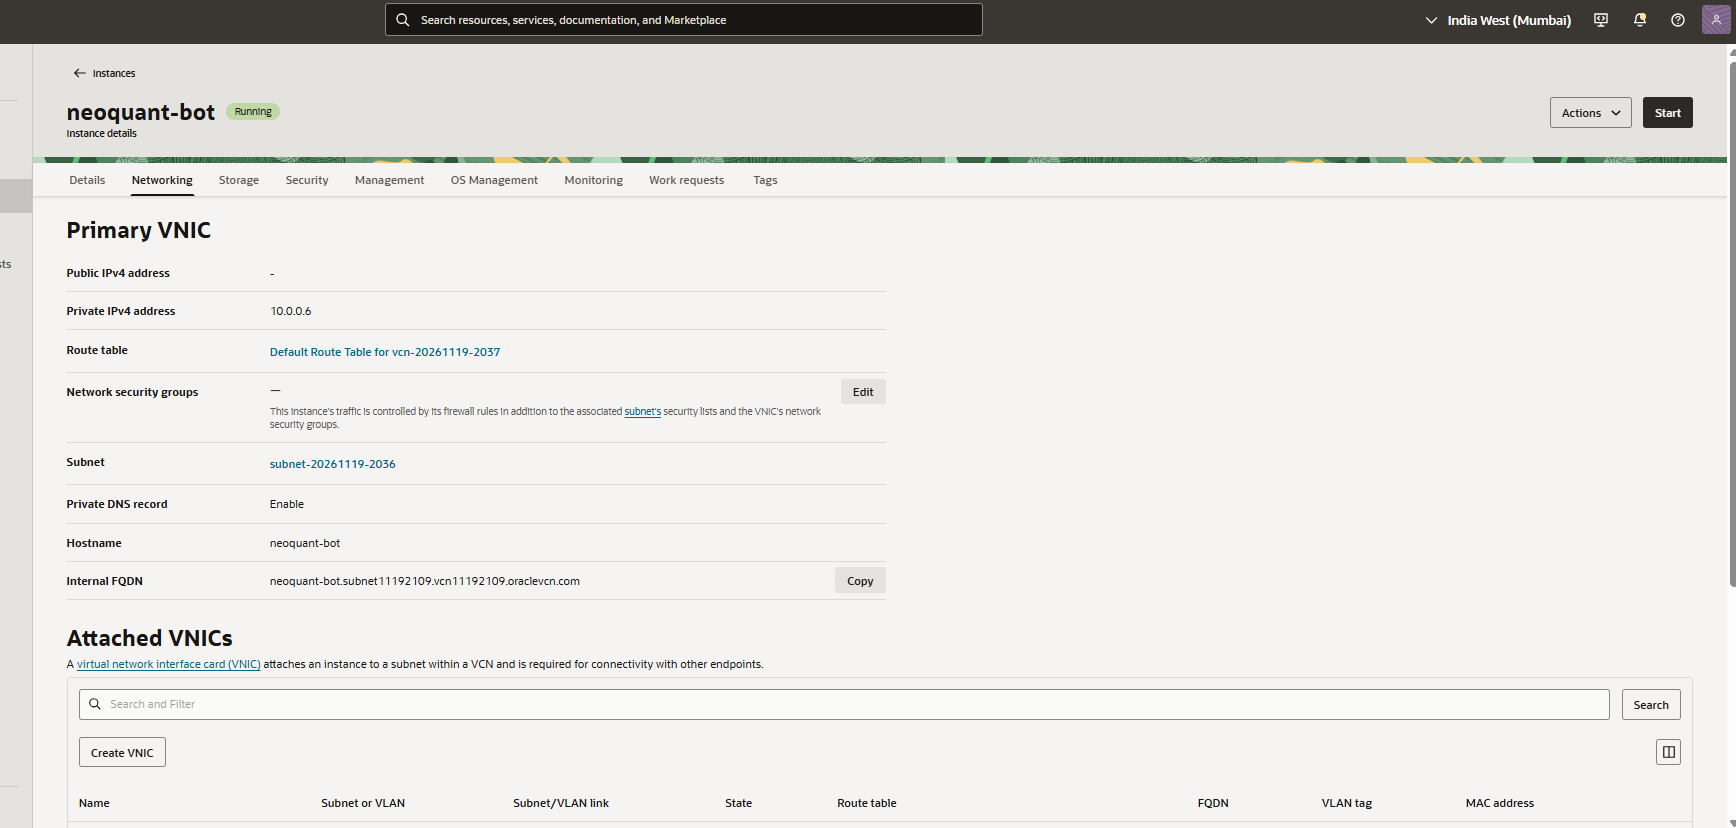 Search resources, services, documentation, and Marketplace
India West (Mumbai)
Instances
neoquant-bot
Running
Instance details
Actions
Start
Details
Networking
Storage
Security
Management
OS Management
Monitoring
Work requests
Tags
sts
Primary VNIC
Public IPv4 address
-
Private IPv4 address
10.0.0.6
Route table
Default Route Table for vcn-20261119-2037
Network security groups
—
Edit
This instance's traffic is controlled by its firewall rules in addition to the associated subnet's security lists and the VNIC's network
security groups.
Subnet
subnet-20261119-2036
Private DNS record
Enable
Hostname
neoquant-bot
Internal FQDN
neoquant-bot.subnet11192109.vcn11192109.oraclevcn.com
Copy
Attached VNICs
A virtual network interface card (VNIC) attaches an instance to a subnet within a VCN and is required for connectivity with other endpoints.
Search and Filter
Search
Create VNIC
Name
Subnet or VLAN
Subnet/VLAN link
State
Route table
FQDN
VLAN tag
MAC address